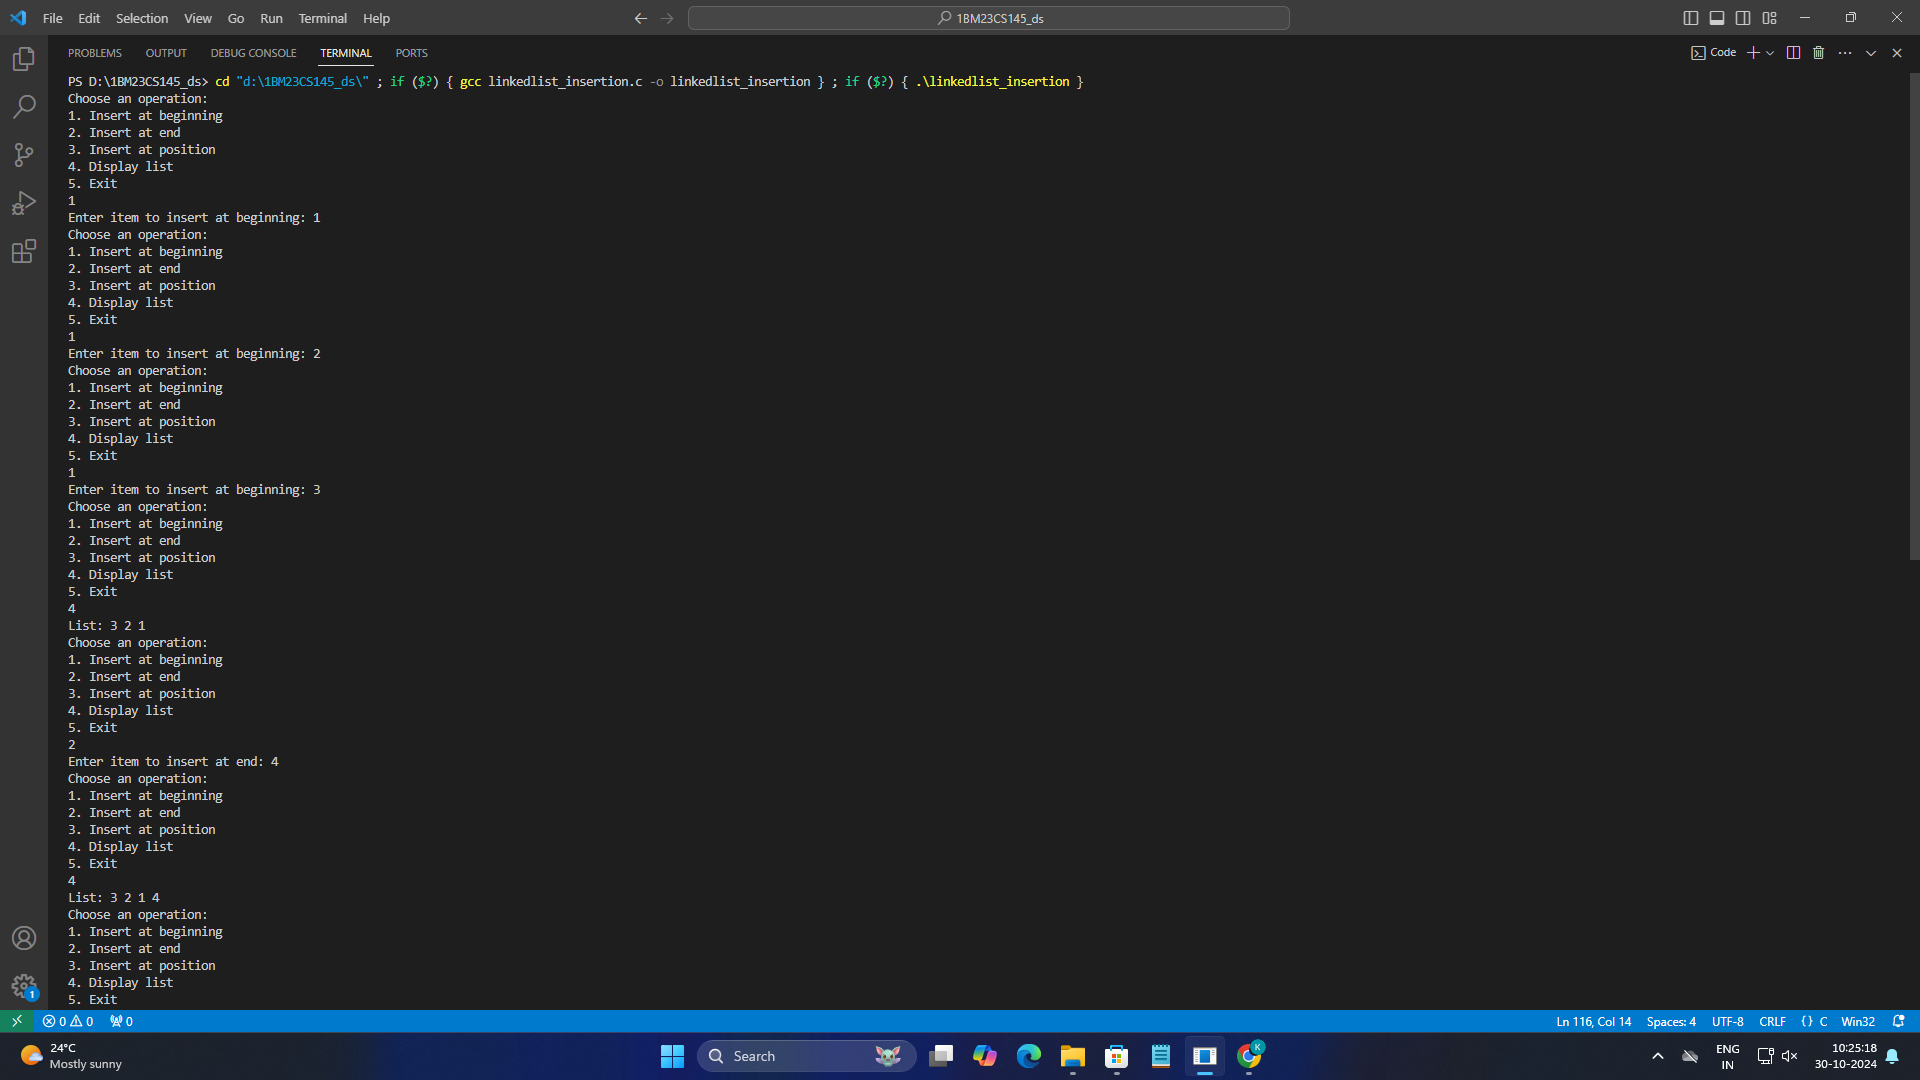 File Edit Selection View Go Run Terminal Help
1BM23CS145_ds
PROBLEMS OUTPUT DEBUG CONSOLE TERMINAL PORTS
Code
PS D:\1BM23CS145_ds> cd "d:\1BM23CS145_ds\" ; if ($?) { gcc linkedlist_insertion.c -o linkedlist_insertion } ; if ($?) { .\linkedlist_insertion }
Choose an operation:
1. Insert at beginning
2. Insert at end
3. Insert at position
4. Display list
5. Exit
1
Enter item to insert at beginning: 1
Choose an operation:
1. Insert at beginning
2. Insert at end
3. Insert at position
4. Display list
5. Exit
1
Enter item to insert at beginning: 2
Choose an operation:
1. Insert at beginning
2. Insert at end
3. Insert at position
4. Display list
5. Exit
1
Enter item to insert at beginning: 3
Choose an operation:
1. Insert at beginning
2. Insert at end
3. Insert at position
4. Display list
5. Exit
4
List: 3 2 1
Choose an operation:
1. Insert at beginning
2. Insert at end
3. Insert at position
4. Display list
5. Exit
2
Enter item to insert at end: 4
Choose an operation:
1. Insert at beginning
2. Insert at end
3. Insert at position
4. Display list
5. Exit
4
List: 3 2 1 4
Choose an operation:
1. Insert at beginning
2. Insert at end
3. Insert at position
4. Display list
5. Exit
1
0 0 0
Ln 116, Col 14 Spaces: 4 UTF-8 CRLF {} C Win32
24°C
Mostly sunny
Search
K
ENG
IN
10:25:18
30-10-2024